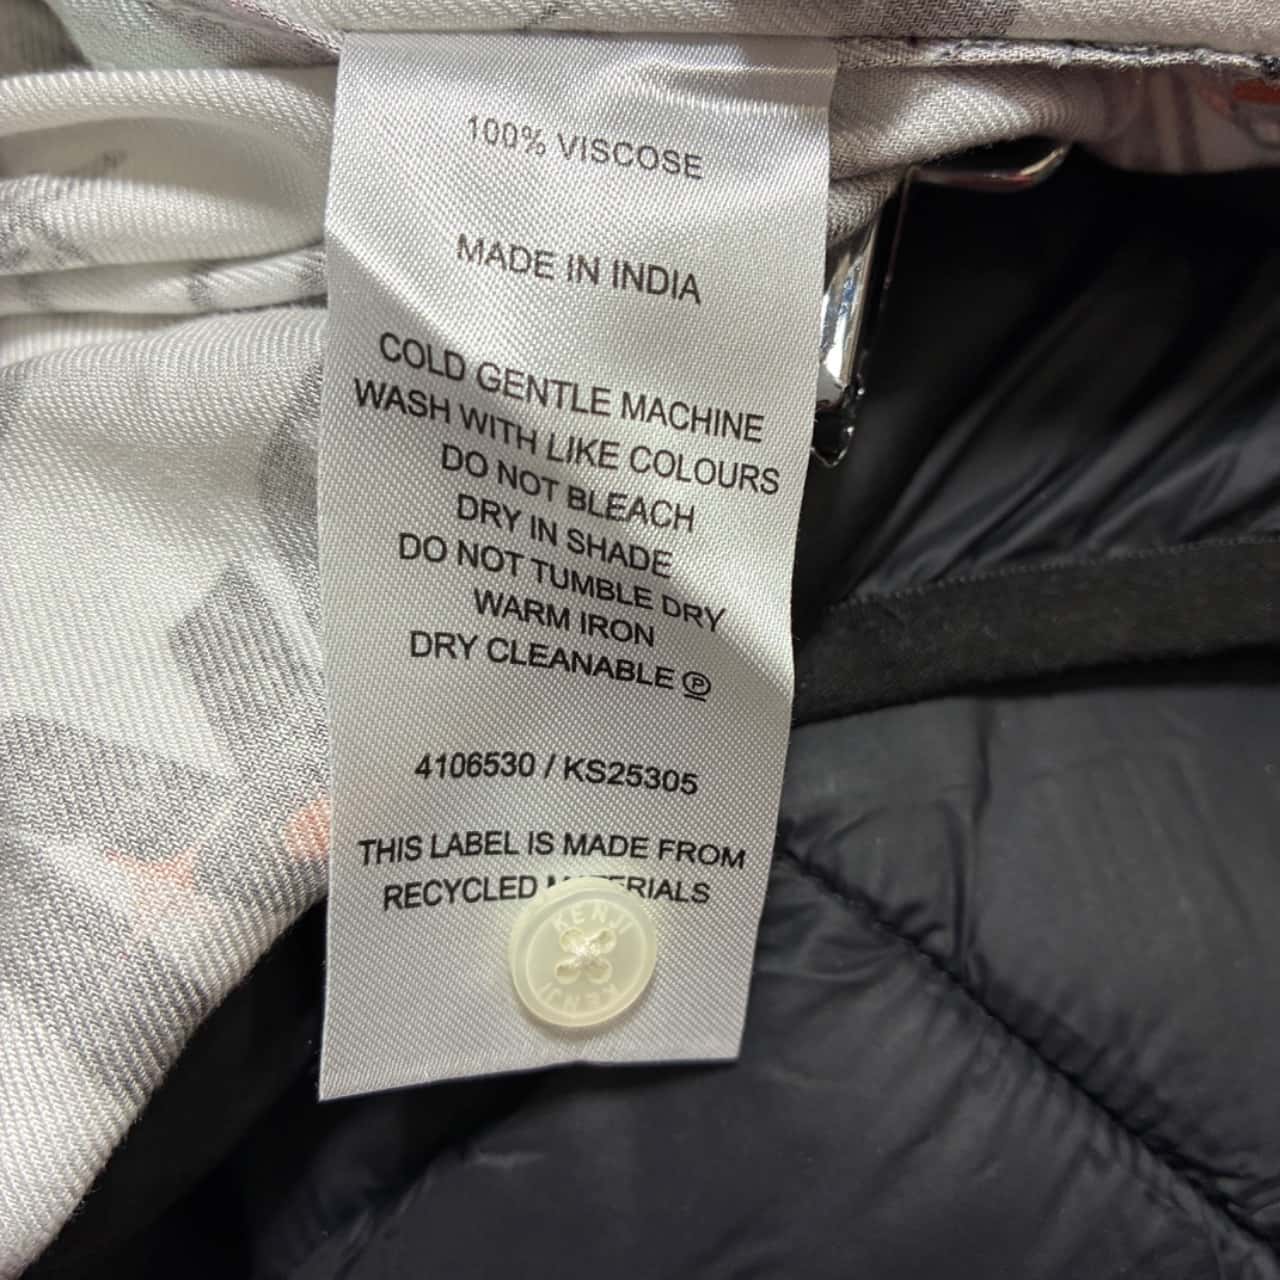 100% VISCOSE
MADE IN INDIA
COLD GENTLE MACHINE
WASH WITH LIKE COLOURS
DO NOT BLEACH
DRY IN SHADE
DO NOT TUMBLE DRY
WARM IRON
DRY CLEANABLE Ⓟ
4106530 / KS25305
THIS LABEL IS MADE FROM
RECYCLED
KENJI
KENJI